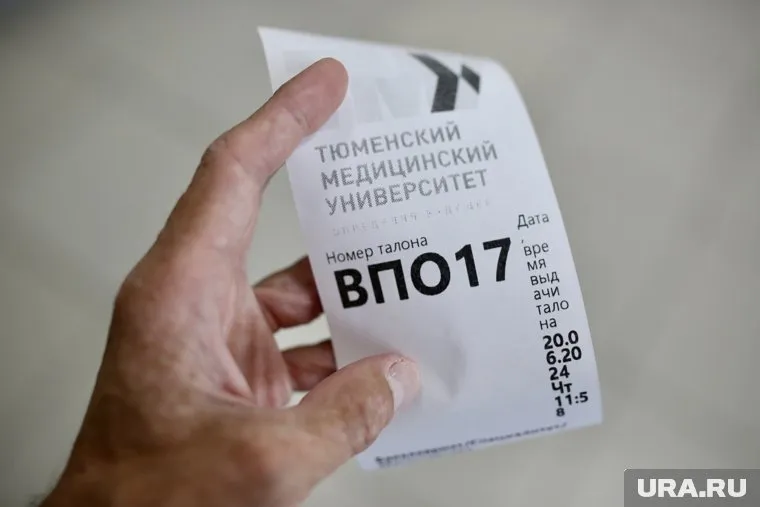 ТЮМЕНСКИЙ
МЕДИЦИНСКИЙ
УНИВЕРСИТЕТ
Номер талона
ВПО17
Дата
, вре
мя
выд
ачи
тало
на
20.0
6.20
24
Чт
11:5
8
URA.RU